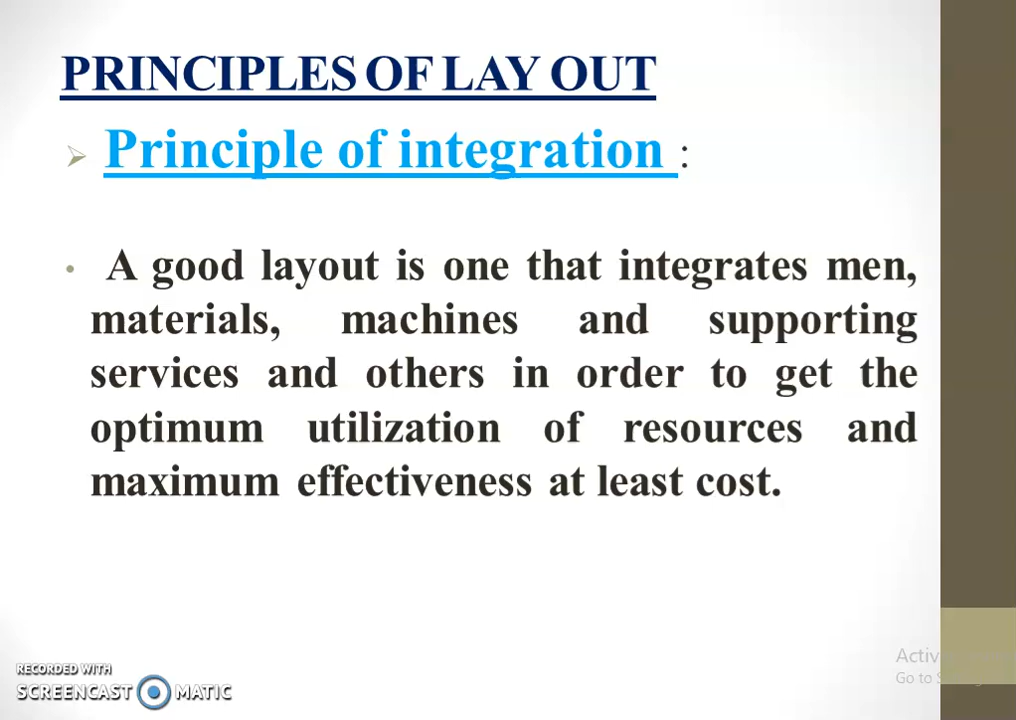 PRINCIPLES OF LAY OUT
➢ Principle of integration :
• A good layout is one that integrates men,
materials, machines and supporting
services and others in order to get the
optimum utilization of resources and
maximum effectiveness at least cost.
Activ
Go to S
RECORDED WITH
SCREENCAST MATIC